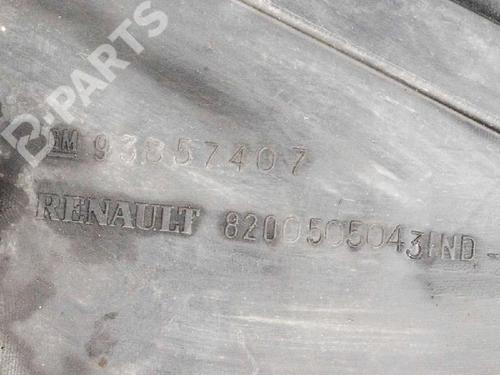 B-PARTS
GM 93857407
RENAULT 8200505043IND -